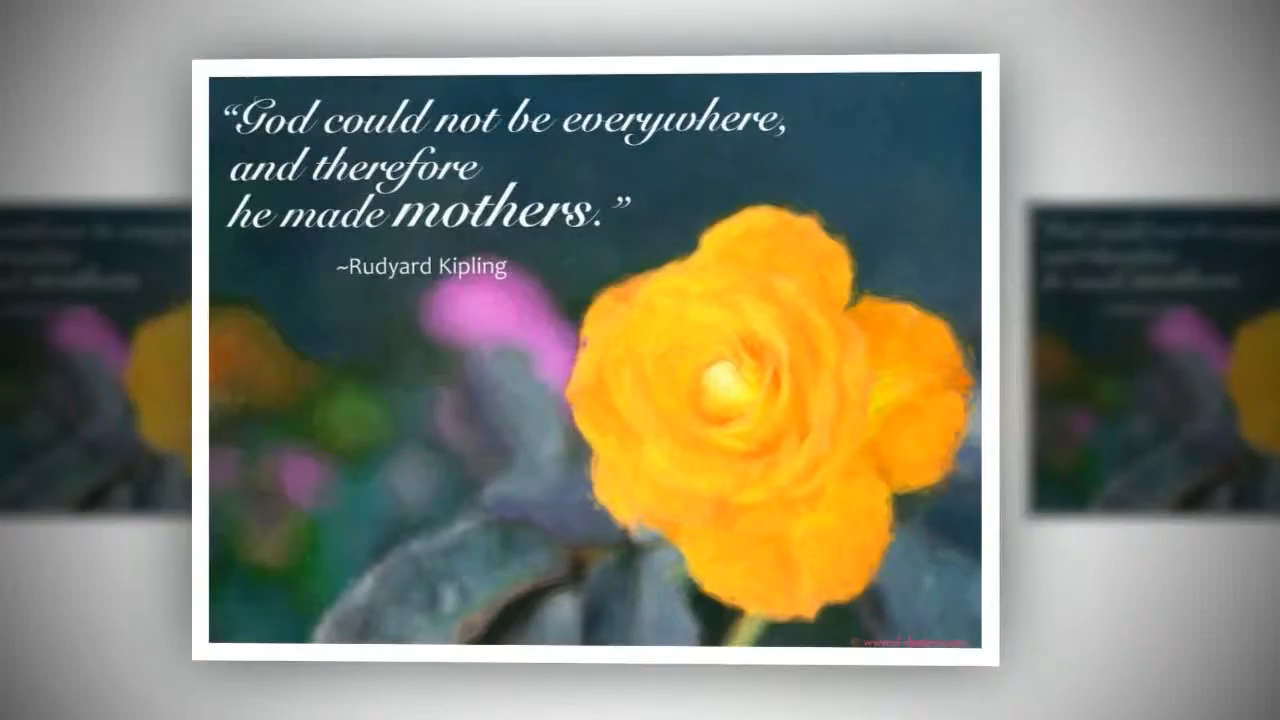 “God could not be everywhere,
and therefore
he made mothers.”
~Rudyard Kipling